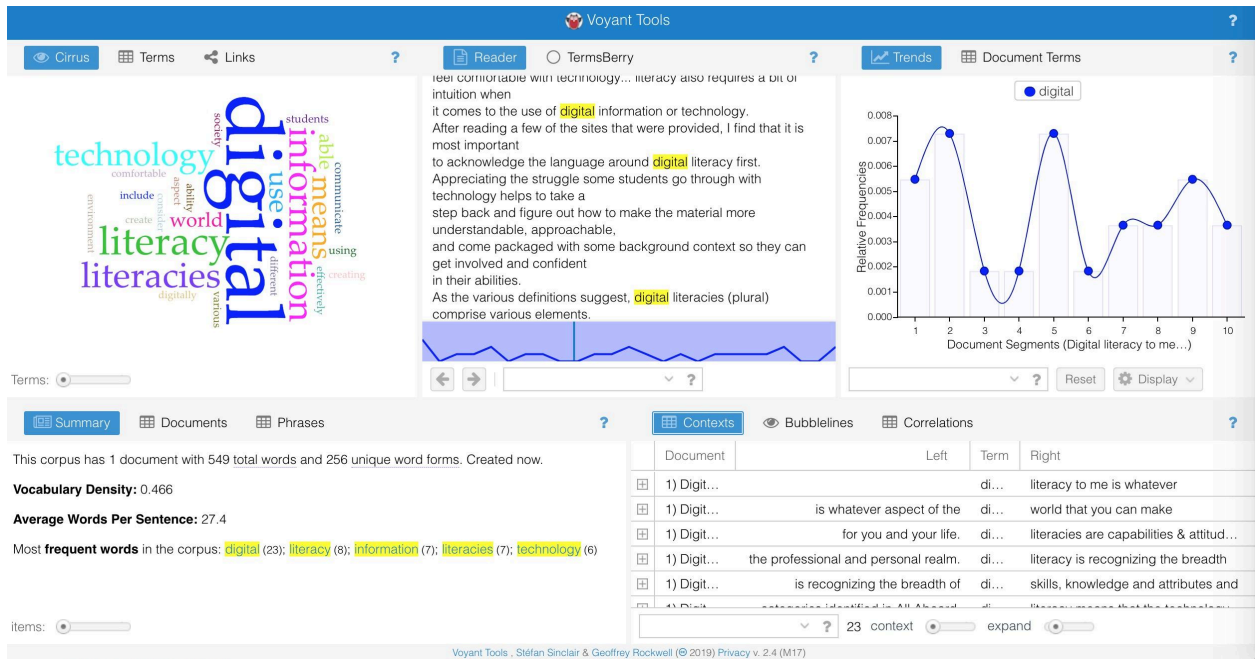 Voyant Tools
?
Cirrus Terms Links ?
Reader TermsBerry ?
Trends Document Terms ?
digital
technology
literacy
literacies
information
means
use
world
able
students
society
communicate
comfortable
include
aspect
ability
consider
create
environment
using
different
effectively
creating
digitally
various
Terms:
feel comfortable with technology... literacy also requires a bit of
intuition when
it comes to the use of digital information or technology.
After reading a few of the sites that were provided, I find that it is
most important
to acknowledge the language around digital literacy first.
Appreciating the struggle some students go through with
technology helps to take a
step back and figure out how to make the material more
understandable, approachable,
and come packaged with some background context so they can
get involved and confident
in their abilities.
As the various definitions suggest, digital literacies (plural)
comprise various elements.
?
digital
0.008
0.007
0.006
0.005
0.004
0.003
0.002
0.001
0.000
Relative Frequencies
1 2 3 4 5 6 7 8 9 10
Document Segments (Digital literacy to me...)
? Reset Display
Summary Documents Phrases ?
This corpus has 1 document with 549 total words and 256 unique word forms. Created now.
Vocabulary Density: 0.466
Average Words Per Sentence: 27.4
Most frequent words in the corpus: digital (23); literacy (8); information (7); literacies (7); technology (6)
items:
Contexts Bubblelines Correlations ?
Document Left Term Right
1) Digit... di... literacy to me is whatever
1) Digit... is whatever aspect of the di... world that you can make
1) Digit... for you and your life. di... literacies are capabilities & attitud...
1) Digit... the professional and personal realm. di... literacy is recognizing the breadth
1) Digit... is recognizing the breadth of di... skills, knowledge and attributes and
1) Digit... categories identified in All Aboard di... literacy means that the technology
? 23 context expand
Voyant Tools , Stéfan Sinclair & Geoffrey Rockwell (© 2019) Privacy v. 2.4 (M17)